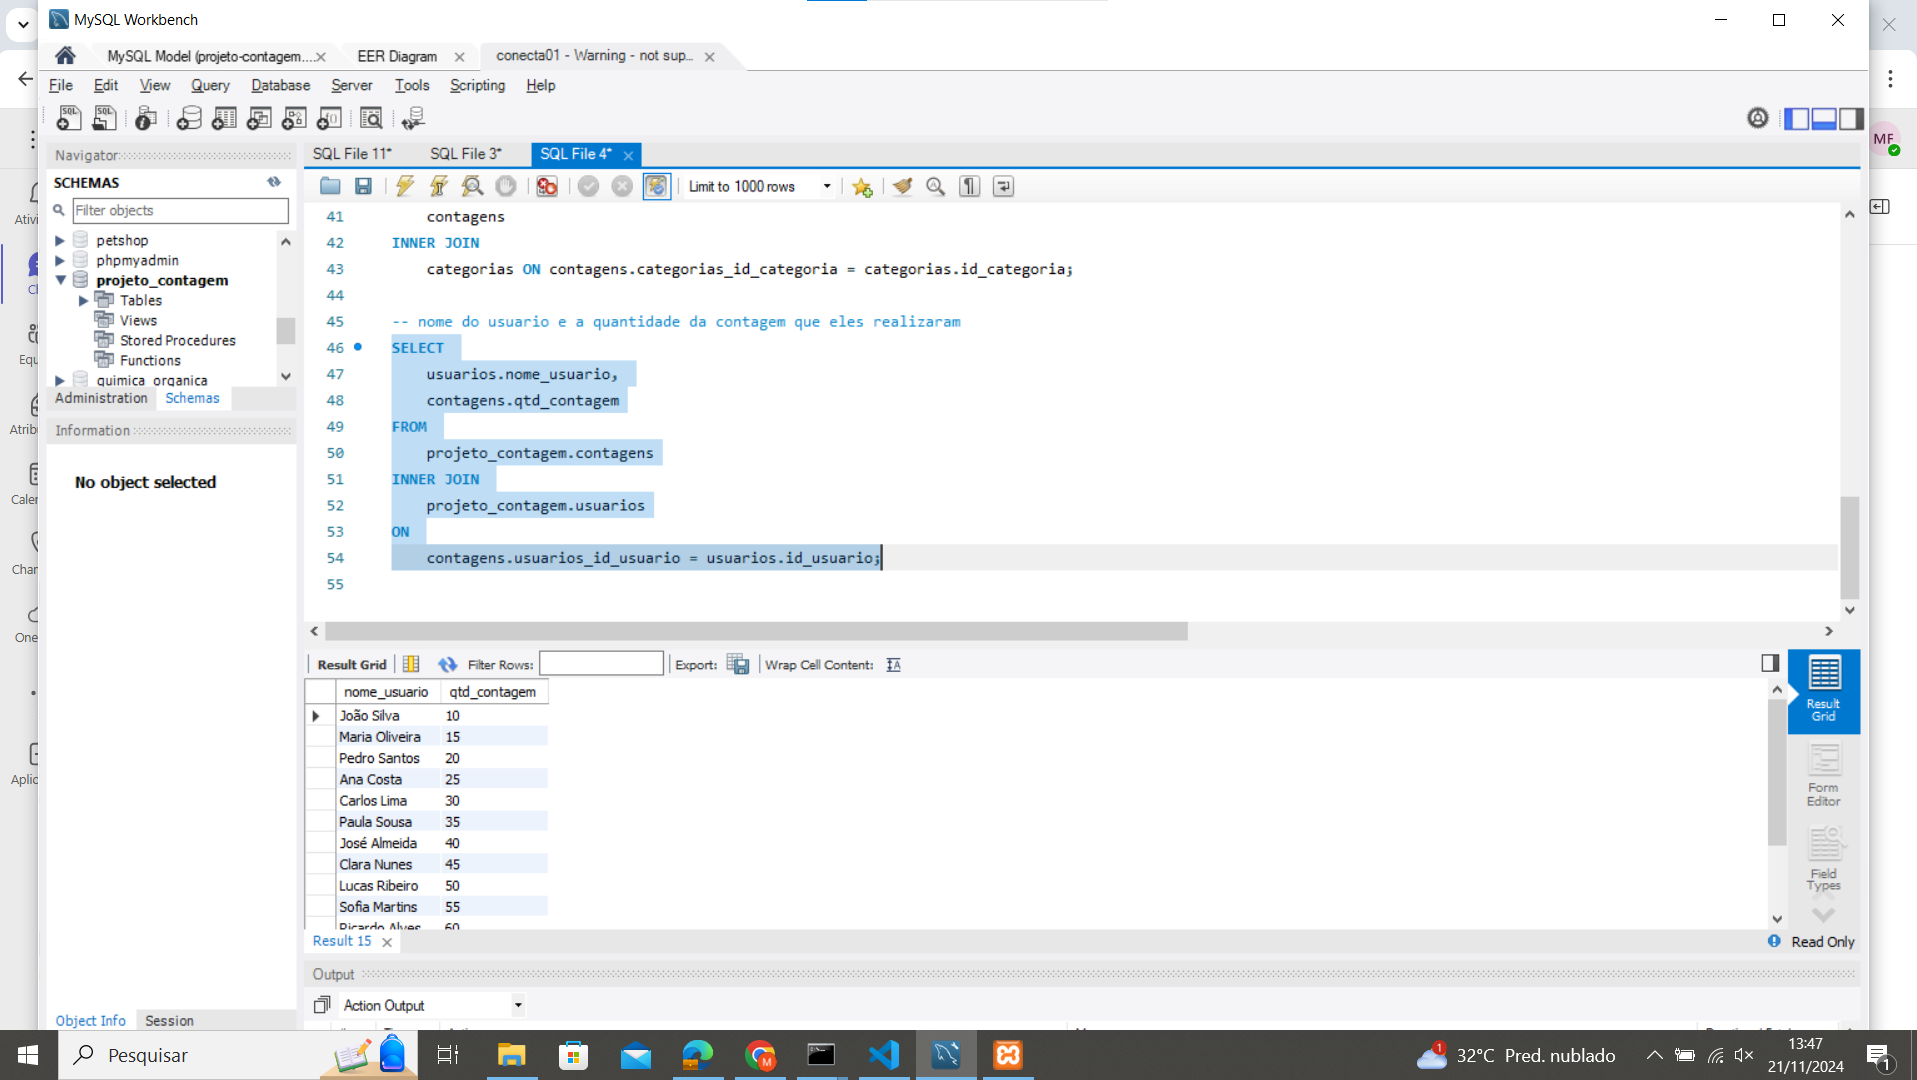 MySQL Workbench
MySQL Model (projeto-contagem....
EER Diagram
conecta01 - Warning - not sup...
File Edit View Query Database Server Tools Scripting Help
Navigator
SCHEMAS
Filter objects
petshop
phpmyadmin
projeto_contagem
Tables
Views
Stored Procedures
Functions
quimica_organica
Administration Schemas
Information
No object selected
Object Info Session
SQL File 11*
SQL File 3*
SQL File 4*
Limit to 1000 rows
41 contagens
42 INNER JOIN
43 categorias ON contagens.categorias_id_categoria = categorias.id_categoria;
44
45 -- nome do usuario e a quantidade da contagem que eles realizaram
46 SELECT
47 usuarios.nome_usuario,
48 contagens.qtd_contagem
49 FROM
50 projeto_contagem.contagens
51 INNER JOIN
52 projeto_contagem.usuarios
53 ON
54 contagens.usuarios_id_usuario = usuarios.id_usuario;
55
Result Grid Filter Rows: Export: Wrap Cell Content:
nome_usuario qtd_contagem
João Silva 10
Maria Oliveira 15
Pedro Santos 20
Ana Costa 25
Carlos Lima 30
Paula Sousa 35
José Almeida 40
Clara Nunes 45
Lucas Ribeiro 50
Sofia Martins 55
Ricardo Alves 60
Result Grid
Form Editor
Field Types
Result 15
Read Only
Output
Action Output
MF
Pesquisar
1
32°C Pred. nublado
13:47
21/11/2024
1